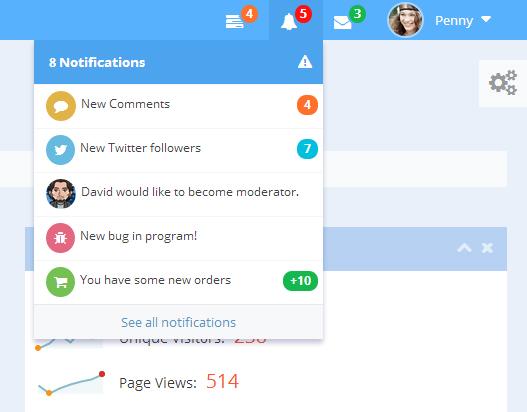 4 5 3 Penny
8 Notifications
New Comments 4
New Twitter followers 7
David would like to become moderator.
New bug in program!
You have some new orders +10
See all notifications
Unique Visitors:
Page Views: 514